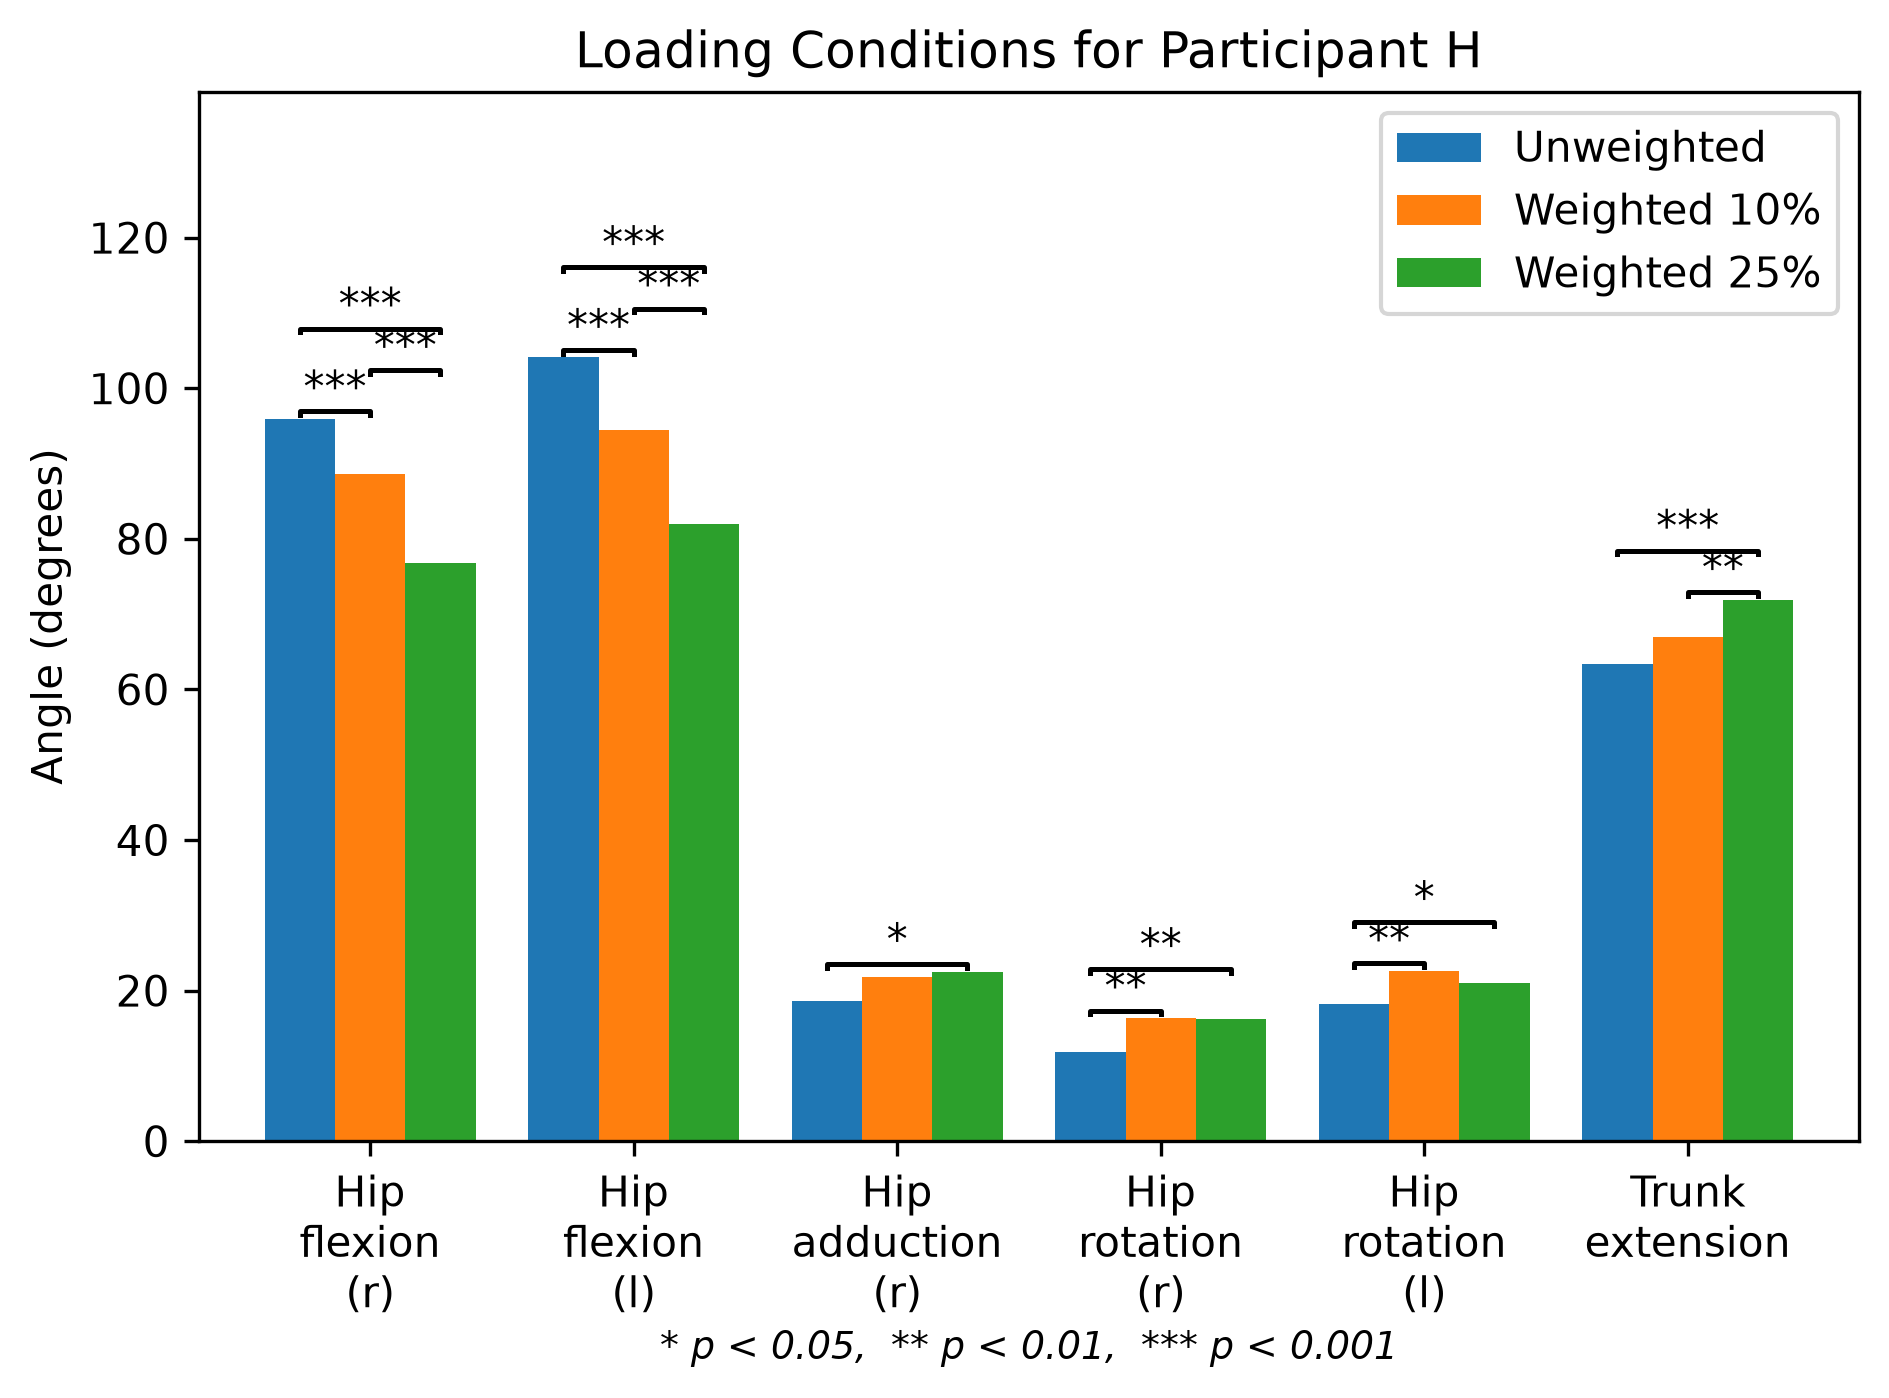 Loading Conditions for Participant H
Unweighted
Weighted 10%
Weighted 25%
Angle (degrees)
120
100
80
60
40
20
0
***
***
***
***
***
***
*
**
**
*
**
***
**
Hip
flexion
(r)
Hip
flexion
(l)
Hip
adduction
(r)
Hip
rotation
(r)
Hip
rotation
(l)
Trunk
extension
* p < 0.05,  ** p < 0.01,  *** p < 0.001